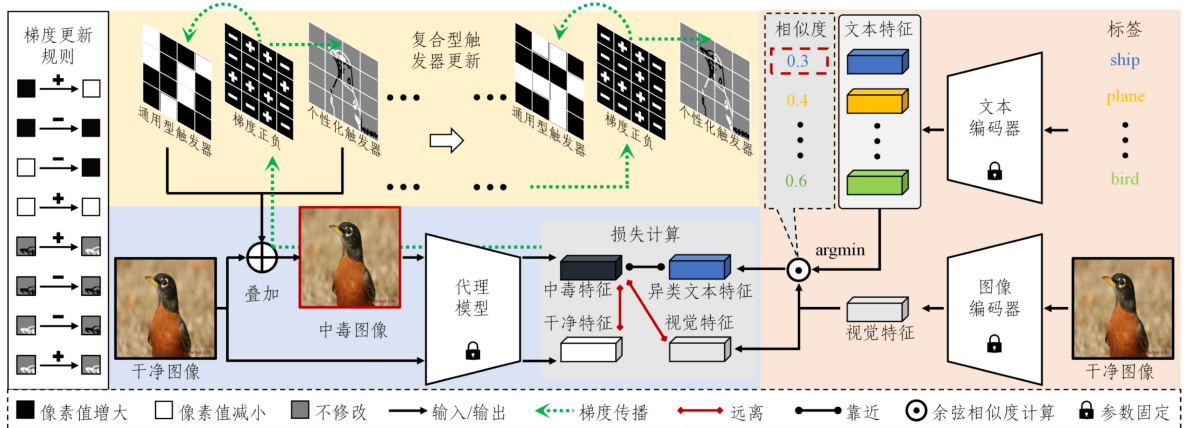 梯度更新
规则
+
−
−
+
+
−
−
+
通用型触发器
梯度正负
个性化触发器
复合型触
发器更新
通用型触发器
梯度正负
个性化触发器
相似度
0.3
0.4
0.6
文本特征
文本
编码器
标签
ship
plane
bird
干净图像
叠加
中毒图像
代理
模型
损失计算
中毒特征
异类文本特征
干净特征
视觉特征
argmin
视觉特征
图像
编码器
干净图像
像素值增大
像素值减小
不修改
输入/输出
梯度传播
远离
靠近
余弦相似度计算
参数固定